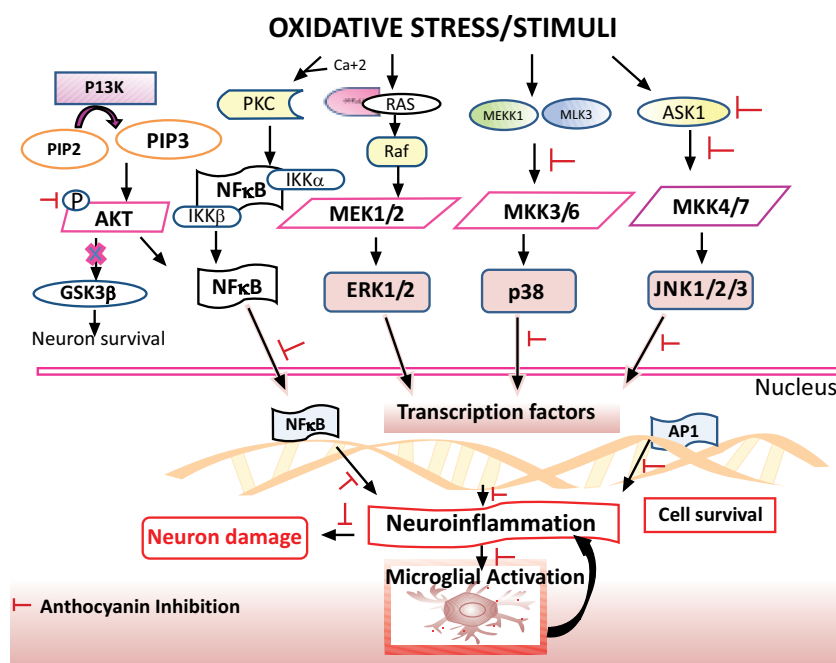 OXIDATIVE STRESS/STIMULI
Ca+2
P13K
PKC
RAS
MEKK1
MLK3
ASK1
PIP2
PIP3
Raf
NFκB
IKKα
IKKβ
P
AKT
MEK1/2
MKK3/6
MKK4/7
GSK3β
NFκB
ERK1/2
p38
JNK1/2/3
Neuron survival
Nucleus
Transcription factors
NFκB
AP1
Neuroinflammation
Cell survival
Neuron damage
Microglial Activation
Anthocyanin Inhibition